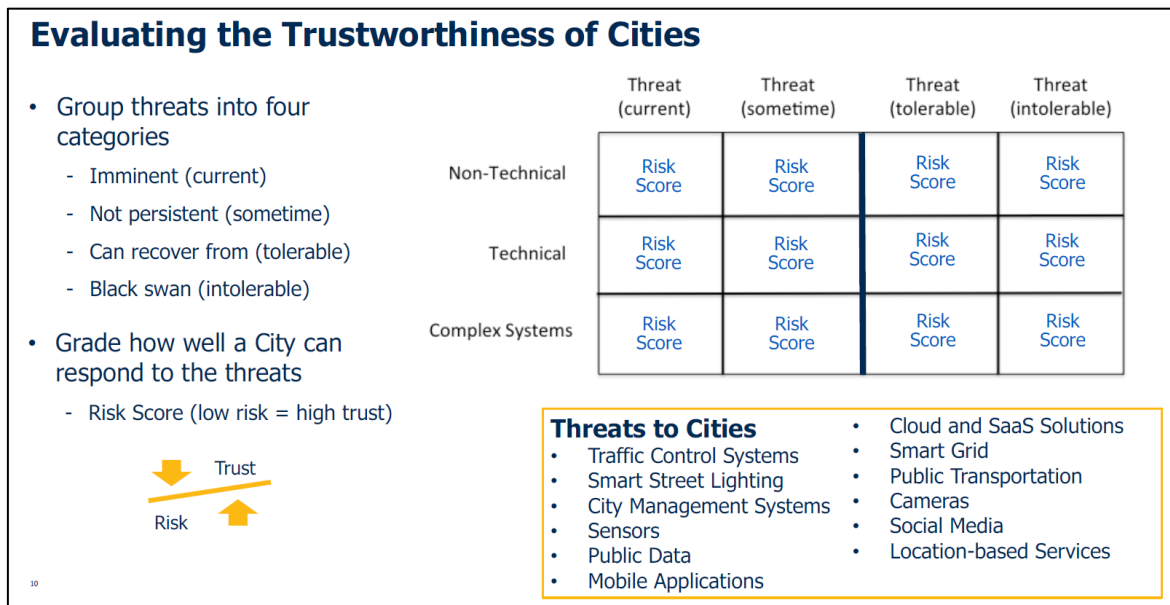 Evaluating the Trustworthiness of Cities
• Group threats into four
categories
- Imminent (current)
- Not persistent (sometime)
- Can recover from (tolerable)
- Black swan (intolerable)
• Grade how well a City can
respond to the threats
- Risk Score (low risk = high trust)
Trust
Risk
Threat Threat Threat Threat
(current) (sometime) (tolerable) (intolerable)
Non-Technical Risk Risk Risk Risk
Score Score Score Score
Technical Risk Risk Risk Risk
Score Score Score Score
Complex Systems Risk Risk Risk Risk
Score Score Score Score
Threats to Cities
• Traffic Control Systems
• Smart Street Lighting
• City Management Systems
• Sensors
• Public Data
• Mobile Applications
• Cloud and SaaS Solutions
• Smart Grid
• Public Transportation
• Cameras
• Social Media
• Location-based Services
10